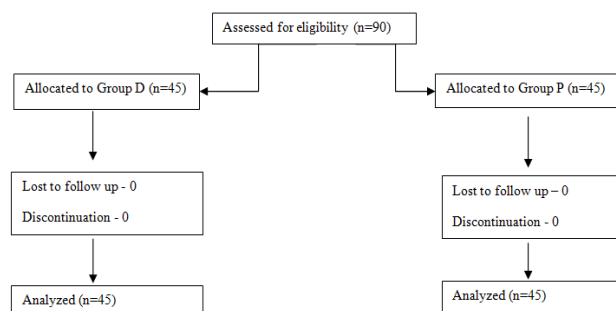 Assessed for eligibility (n=90)
Allocated to Group D (n=45)
Allocated to Group P (n=45)
Lost to follow up - 0
Discontinuation - 0
Lost to follow up – 0
Discontinuation - 0
Analyzed (n=45)
Analyzed (n=45)